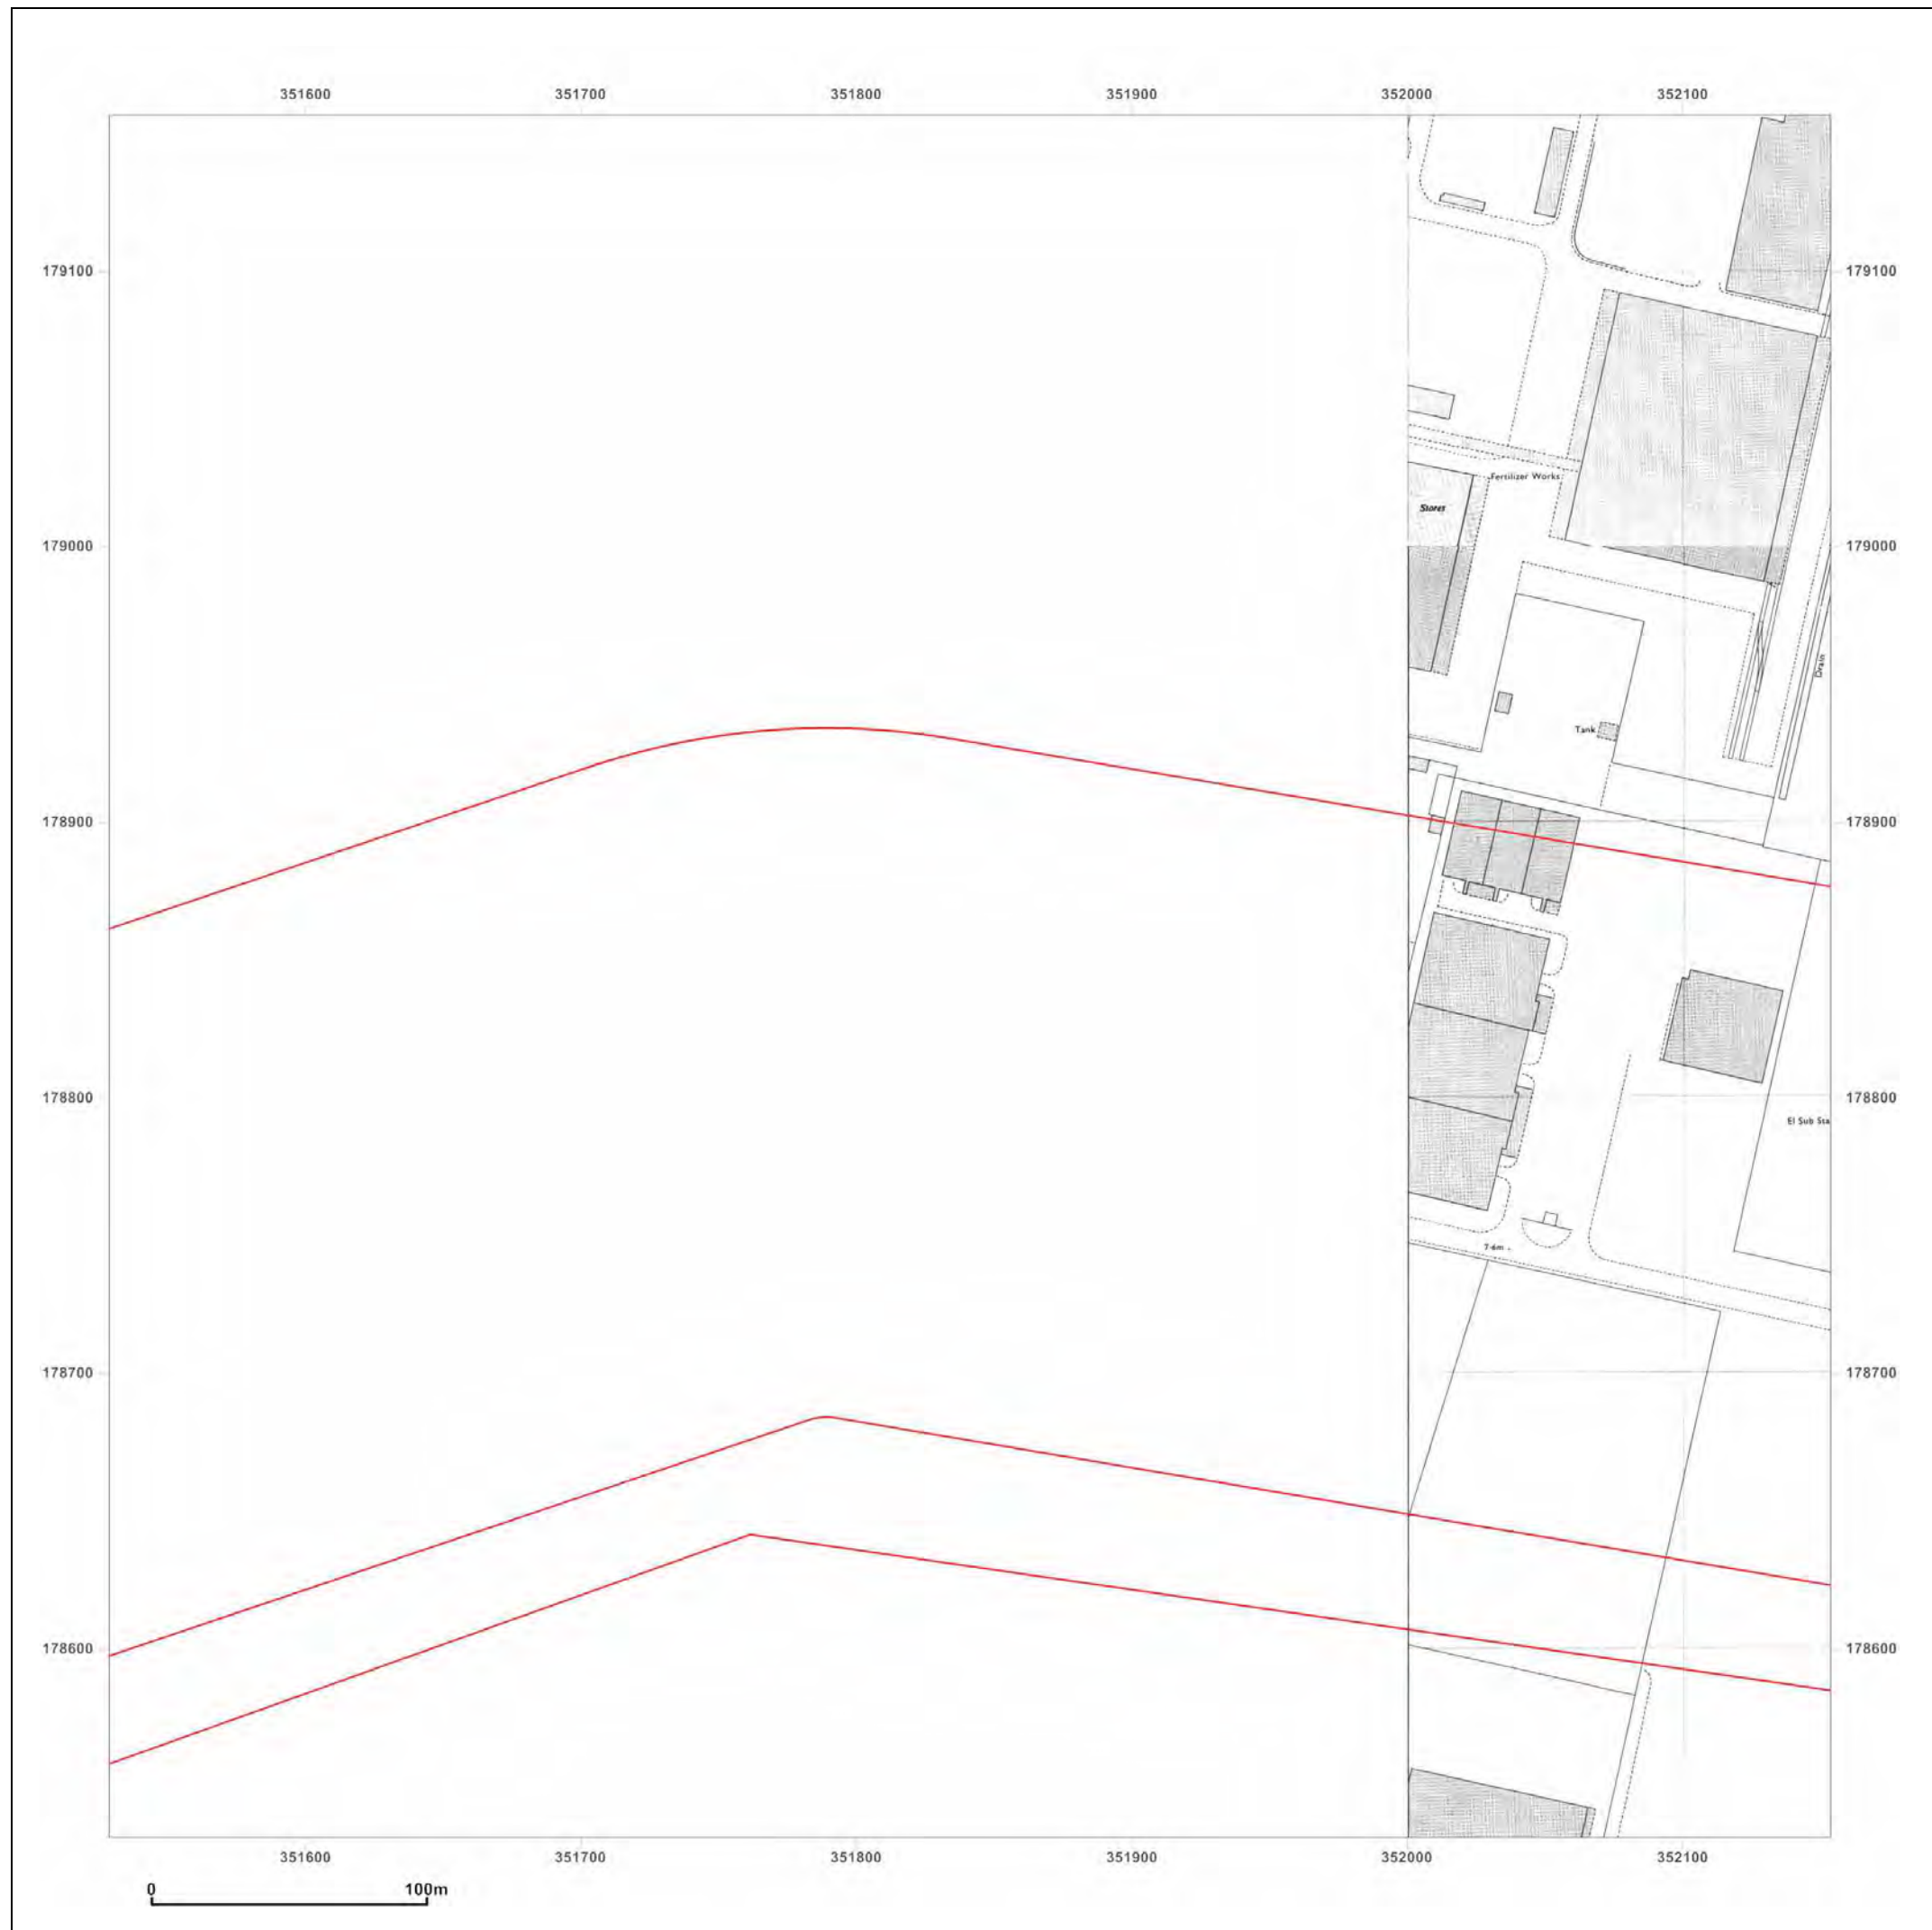 351600 351700 351800 351900 352000 352100
179100 179100
Fertilizer Works
Stores
179000 179000
Drain
Tank
178900 178900
178800 178800
El Sub Sta
7·6m
178700 178700
178600 178600
351600 351700 351800 351900 352000 352100
0 100m